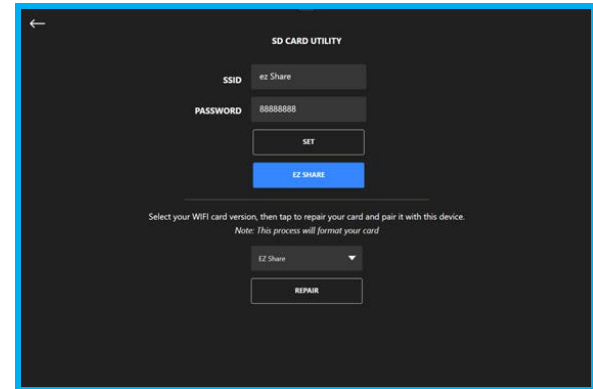 SD CARD UTILITY
SSID ez Share
PASSWORD 88888888
SET
EZ SHARE
Select your WIFI card version, then tap to repair your card and pair it with this device.
Note: This process will format your card
EZ Share
REPAIR